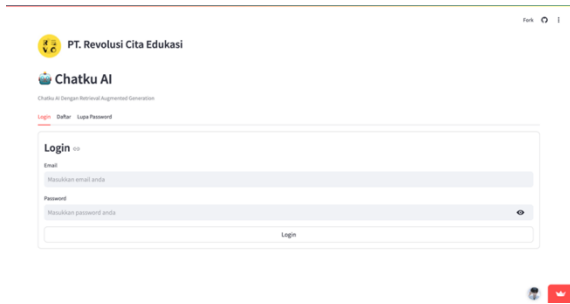 Fork
PT. Revolusi Cita Edukasi
Chatku AI
Chatku AI Dengan Retrieval Augmented Generation
Login Daftar Lupa Password
Login
Email
Masukkan email anda
Password
Masukkan password anda
Login